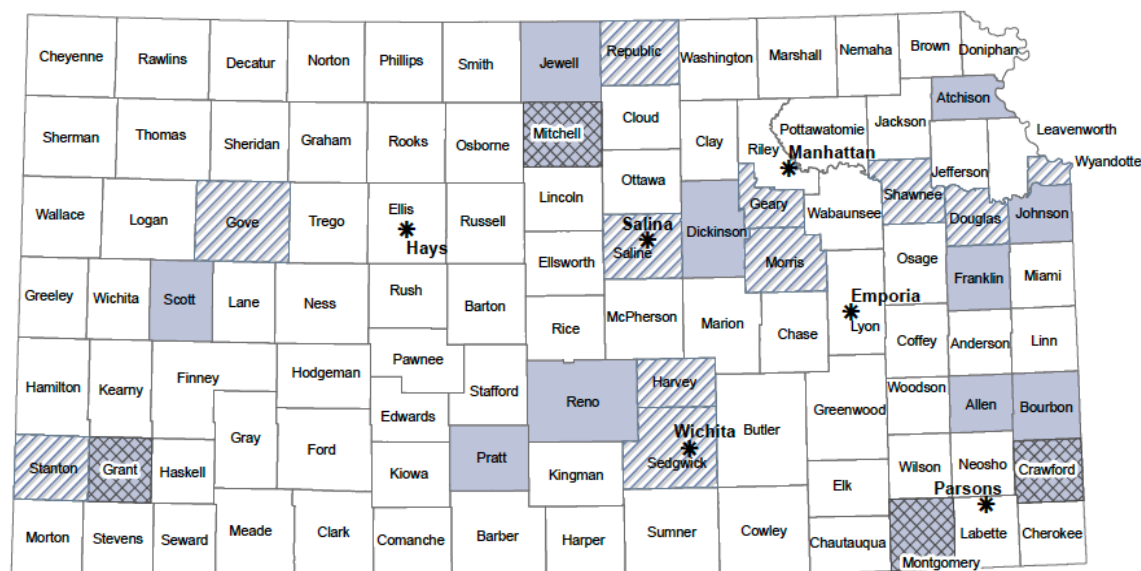 Cheyenne
Rawlins
Decatur
Norton
Phillips
Smith
Jewell
Republic
Washington
Marshall
Nemaha
Brown
Doniphan
Atchison
Sherman
Thomas
Sheridan
Graham
Rooks
Osborne
Mitchell
Cloud
Clay
Riley
Pottawatomie
Jackson
Leavenworth
Manhattan
Jefferson
Wyandotte
Ottawa
Lincoln
Wallace
Logan
Gove
Trego
Ellis
Hays
Russell
Salina
Saline
Dickinson
Geary
Wabaunsee
Shawnee
Douglas
Johnson
Ellsworth
Morris
Osage
Franklin
Miami
Greeley
Wichita
Scott
Lane
Ness
Rush
Barton
Rice
McPherson
Marion
Chase
Emporia
Lyon
Coffey
Anderson
Linn
Hamilton
Kearny
Finney
Hodgeman
Pawnee
Stafford
Reno
Harvey
Woodson
Allen
Bourbon
Edwards
Greenwood
Butler
Gray
Ford
Wichita
Sedgwick
Stanton
Grant
Haskell
Kiowa
Pratt
Kingman
Elk
Wilson
Neosho
Crawford
Parsons
Morton
Stevens
Seward
Meade
Clark
Comanche
Barber
Harper
Sumner
Cowley
Chautauqua
Montgomery
Labette
Cherokee